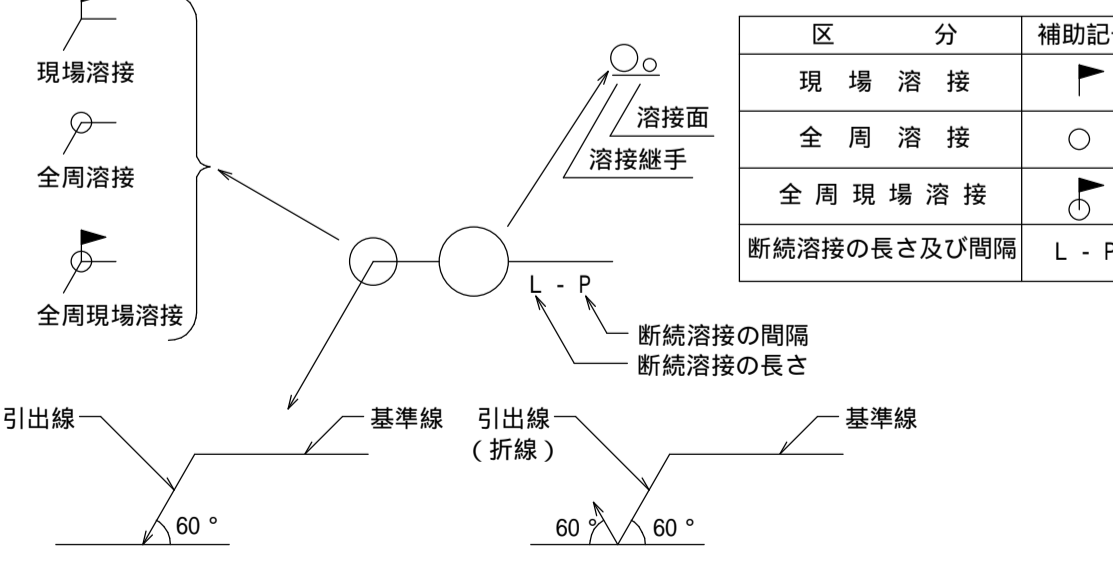 現場溶接
全周溶接
全周現場溶接
溶接面
溶接継手
L - P
断続溶接の間隔
断続溶接の長さ
区 分 補助記
現 場 溶 接
全 周 溶 接
全 周 現 場 溶 接
断続溶接の長さ及び間隔 L - P
引出線
基準線
60 °
引出線
(折線)
基準線
60 ° 60 °